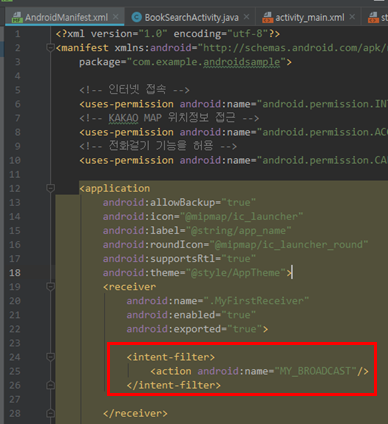 AndroidManifest.xml
BookSearchActivity.java
activity_main.xml
1 <?xml version="1.0" encoding="utf-8"?>
2 <manifest xmlns:android="http://schemas.android.com/apk/
3 package="com.example.androidsample">
4
5 <!-- 인터넷 접속 -->
6 <uses-permission android:name="android.permission.IN
7 <!-- KAKAO MAP 위치정보 접근 -->
8 <uses-permission android:name="android.permission.ACC
9 <!-- 전화걸기 기능을 허용 -->
10 <uses-permission android:name="android.permission.CA
11
12 <application
13 android:allowBackup="true"
14 android:icon="@mipmap/ic_launcher"
15 android:label="@string/app_name"
16 android:roundIcon="@mipmap/ic_launcher_round"
17 android:supportsRtl="true"
18 android:theme="@style/AppTheme">
19 <receiver
20 android:name=".MyFirstReceiver"
21 android:enabled="true"
22 android:exported="true">
23
24 <intent-filter>
25 <action android:name="MY_BROADCAST"/>
26 </intent-filter>
27
28 </receiver>